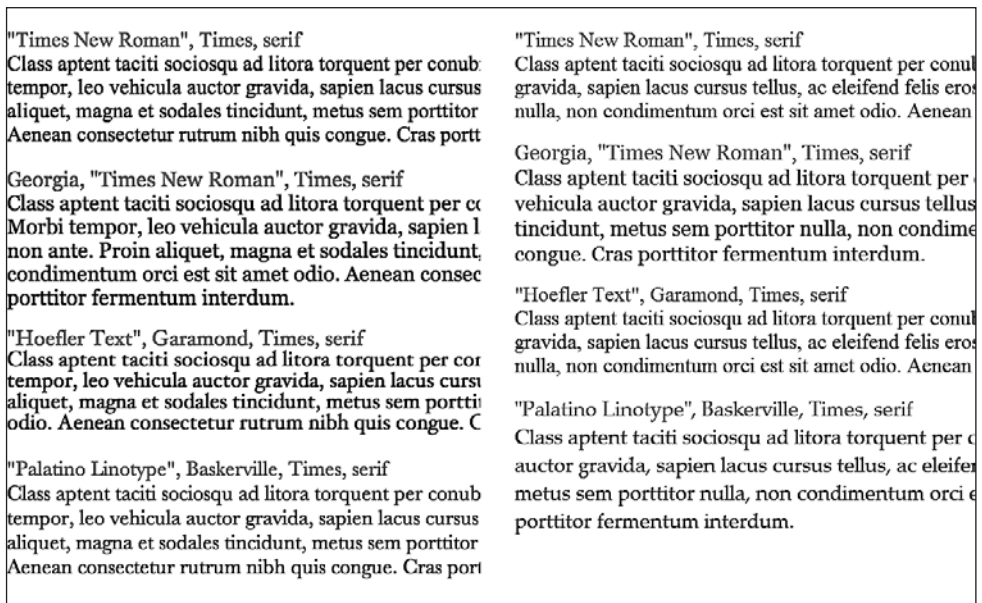 "Times New Roman", Times, serif
Class aptent taciti sociosqu ad litora torquent per
tempor, leo vehicula auctor gravida, sapien lacus cursus
aliquet, magna et sodales tincidunt, metus sem porttitor
Aenean consectetur rutrum nibh quis congue. Cras
Georgia, "Times New Roman", Times, serif
Class aptent taciti sociosqu ad litora torquent per
Morbi tempor, leo vehicula auctor gravida, sapien
non ante. Proin aliquet, magna et sodales tincidunt,
condimentum orci est sit amet odio. Aenean consec
porttitor fermentum interdum.
"Hoefler Text", Garamond, Times, serif
Class aptent taciti sociosqu ad litora torquent per
tempor, leo vehicula auctor gravida, sapien lacus
aliquet, magna et sodales tincidunt, metus sem
odio. Aenean consectetur rutrum nibh quis congue. C
"Palatino Linotype", Baskerville, Times, serif
Class aptent taciti sociosqu ad litora torquent per conub
tempor, leo vehicula auctor gravida, sapien lacus cursus
aliquet, magna et sodales tincidunt, metus sem porttitor
Aenean consectetur rutrum nibh quis congue. Cras
"Times New Roman", Times, serif
Class aptent taciti sociosqu ad litora torquent per
gravida, sapien lacus cursus tellus, ac eleifend felis eros
nulla, non condimentum orci est sit amet odio. Aenean
Georgia, "Times New Roman", Times, serif
Class aptent taciti sociosqu ad litora torquent per
vehicula auctor gravida, sapien lacus cursus tellus
tincidunt, metus sem porttitor nulla, non
congue. Cras porttitor fermentum interdum.
"Hoefler Text", Garamond, Times, serif
Class aptent taciti sociosqu ad litora torquent per
gravida, sapien lacus cursus tellus, ac eleifend felis eros
nulla, non condimentum orci est sit amet odio. Aenean
"Palatino Linotype", Baskerville, Times, serif
Class aptent taciti sociosqu ad litora torquent per
auctor gravida, sapien lacus cursus tellus, ac
metus sem porttitor nulla, non condimentum orci
porttitor fermentum interdum.